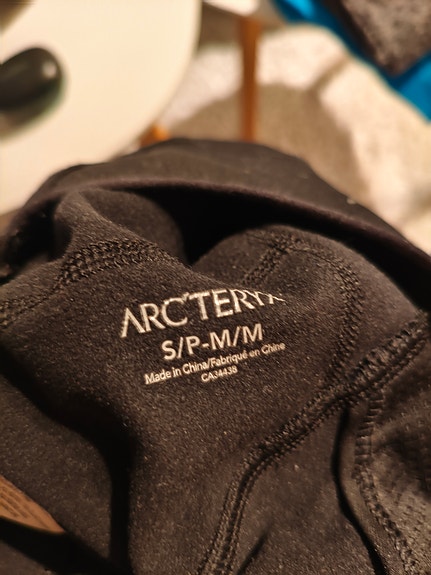 ARC'TERYX
S/P-M/M
Made in China/Fabriqué en Chine
CA34438